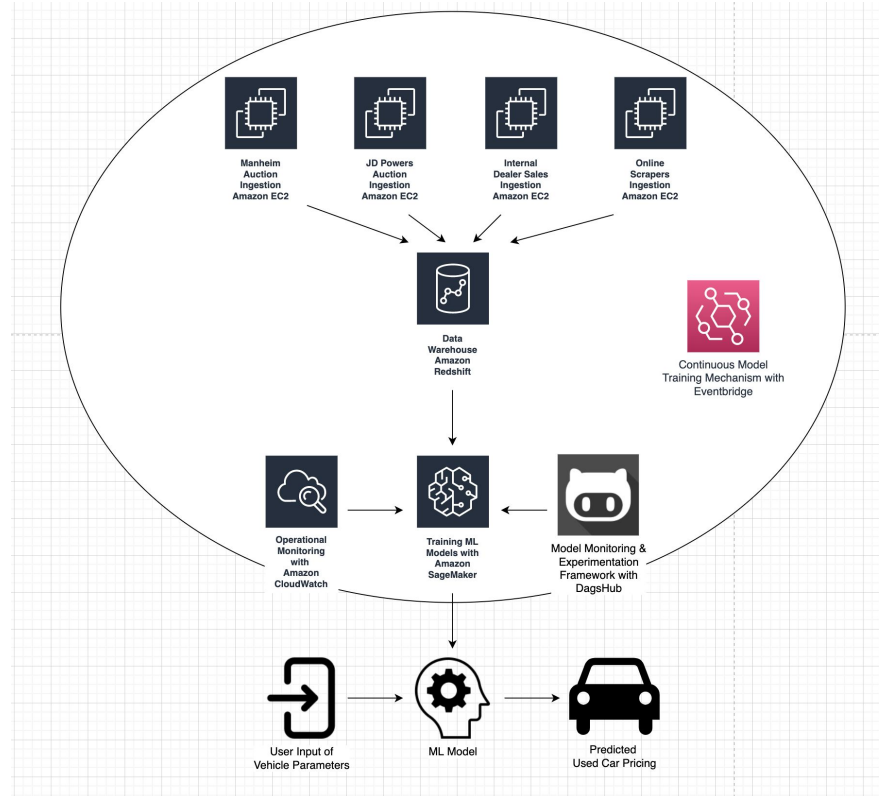 Manheim
Auction
Ingestion
Amazon EC2
JD Powers
Auction
Ingestion
Amazon EC2
Internal
Dealer Sales
Ingestion
Amazon EC2
Online
Scrapers
Ingestion
Amazon EC2
Data
Warehouse
Amazon
Redshift
Continuous Model
Training Mechanism with
Eventbridge
Operational
Monitoring
with
Amazon
CloudWatch
Training ML
Models with
Amazon
SageMaker
Model Monitoring &
Experimentation
Framework with
DagsHub
User Input of
Vehicle Parameters
ML Model
Predicted
Used Car Pricing